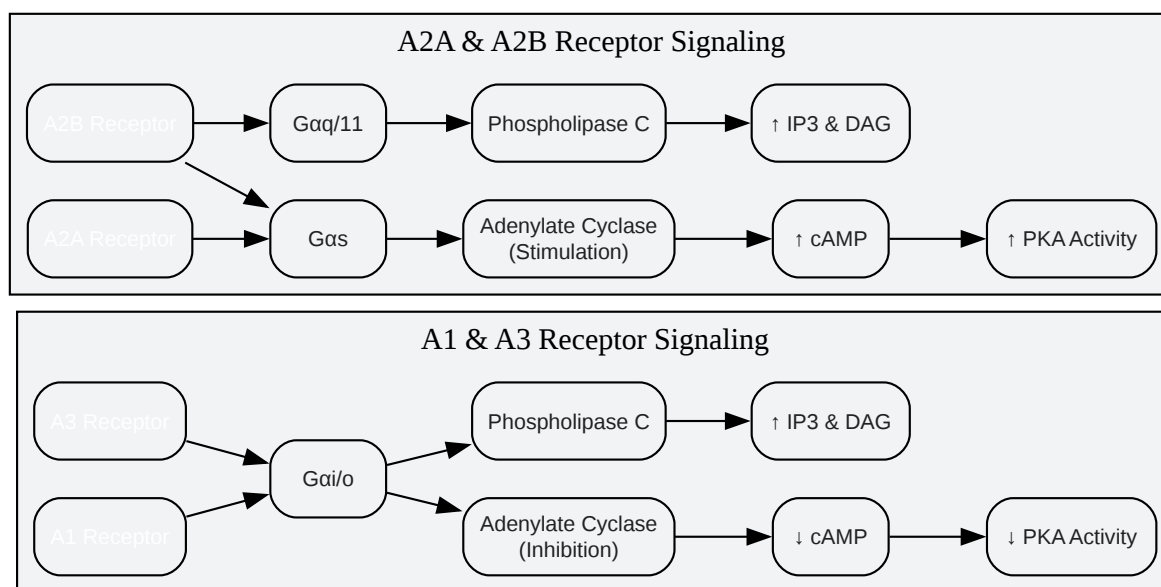 A2A & A2B Receptor Signaling
A2B Receptor
Gαq/11
Phospholipase C
↑ IP3 & DAG
A2A Receptor
Gαs
Adenylate Cyclase
(Stimulation)
↑ cAMP
↑ PKA Activity
A1 & A3 Receptor Signaling
A3 Receptor
Phospholipase C
↑ IP3 & DAG
Gαi/o
A1 Receptor
Adenylate Cyclase
(Inhibition)
↓ cAMP
↓ PKA Activity